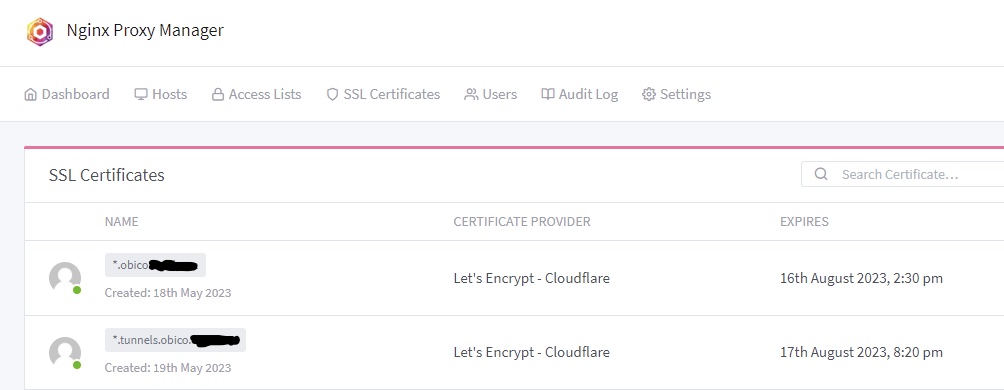 Nginx Proxy Manager
Dashboard Hosts Access Lists SSL Certificates Users Audit Log Settings
SSL Certificates Search Certificate...
NAME CERTIFICATE PROVIDER EXPIRES
*.obico
Created: 18th May 2023
Let's Encrypt - Cloudflare 16th August 2023, 2:30 pm
*.tunnels.obico.
Created: 19th May 2023
Let's Encrypt - Cloudflare 17th August 2023, 8:20 pm